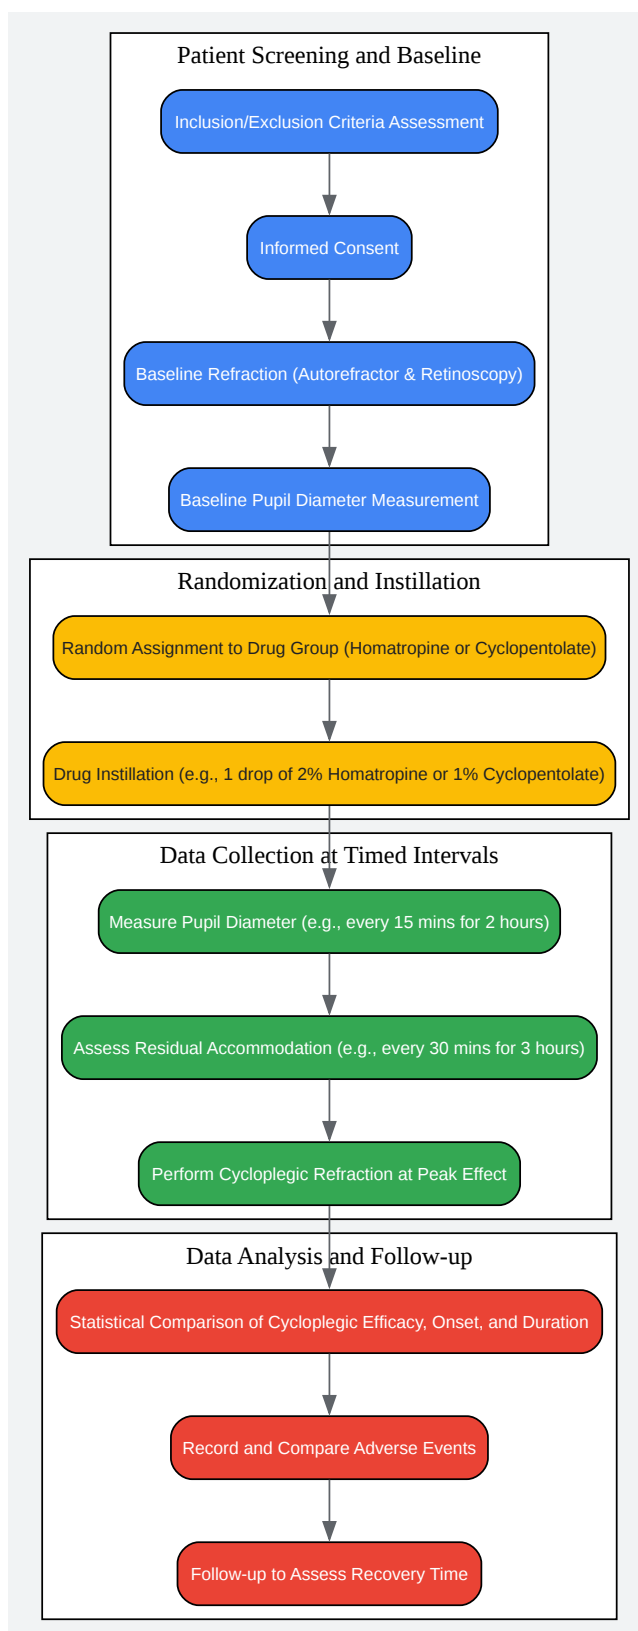 Patient Screening and Baseline
Inclusion/Exclusion Criteria Assessment
Informed Consent
Baseline Refraction (Autorefractor & Retinoscopy)
Baseline Pupil Diameter Measurement
Randomization and Instillation
Random Assignment to Drug Group (Homatropine or Cyclopentolate)
Drug Instillation (e.g., 1 drop of 2% Homatropine or 1% Cyclopentolate)
Data Collection at Timed Intervals
Measure Pupil Diameter (e.g., every 15 mins for 2 hours)
Assess Residual Accommodation (e.g., every 30 mins for 3 hours)
Perform Cycloplegic Refraction at Peak Effect
Data Analysis and Follow-up
Statistical Comparison of Cycloplegic Efficacy, Onset, and Duration
Record and Compare Adverse Events
Follow-up to Assess Recovery Time